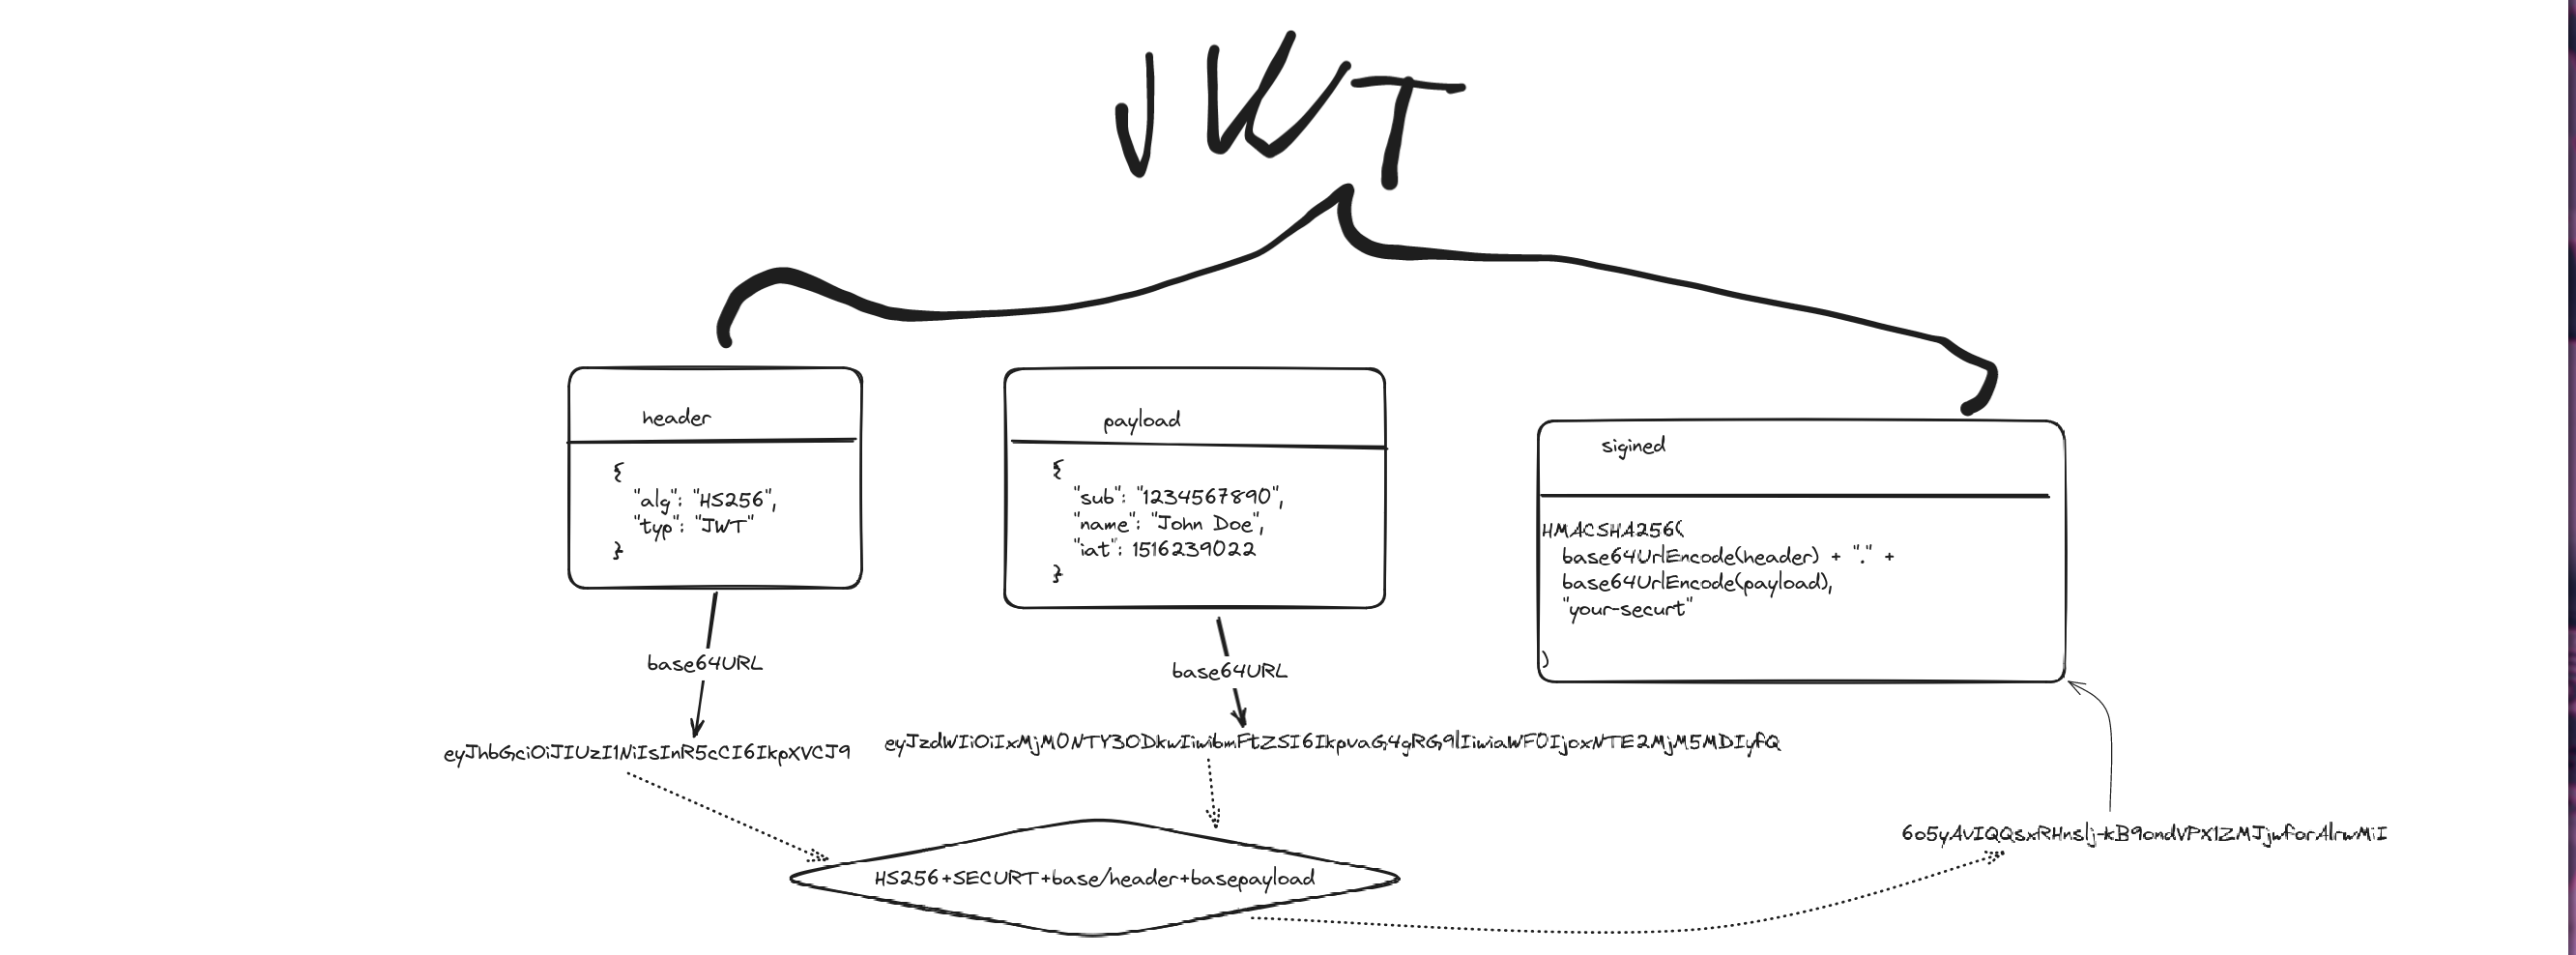 JWT
header
{
"alg": "HS256",
"typ": "JWT"
}
payload
{
"sub": "1234567890",
"name": "John Doe",
"iat": 1516239022
}
sigined
HMACSHA256(
base64UrlEncode(header) + "." +
base64UrlEncode(payload),
"your-securt"
)
base64URL
base64URL
eyJhbGciOiJIUzI1NiIsInR5cCI6IkpXVCJ9
eyJzdWIiOiIxMjM0NTY3ODkwIiwibmFtZSI6IkpvaG4gRG9lIiwiaWF0IjoxNTE2MjM5MDIyfQ
6o5yAvIQQsxRHnslj-kB9ondVPX1ZMJjwforAlrwMiI
HS256+SECURT+base/header+basepayload